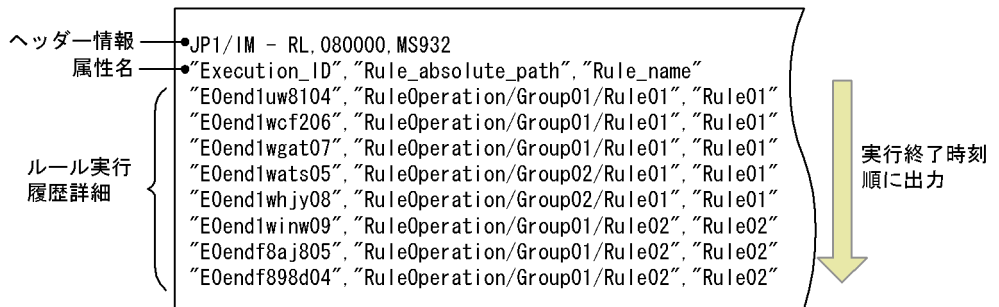 ヘッダー情報
JP1/IM - RL,080000,MS932
属性名
"Execution_ID","Rule_absolute_path","Rule_name"
"E0end1uw8104","RuleOperation/Group01/Rule01","Rule01"
"E0end1wcf206","RuleOperation/Group01/Rule01","Rule01"
"E0end1wgat07","RuleOperation/Group01/Rule01","Rule01"
"E0end1wats05","RuleOperation/Group02/Rule01","Rule01"
"E0end1whjy08","RuleOperation/Group02/Rule01","Rule01"
"E0end1winw09","RuleOperation/Group01/Rule02","Rule02"
"E0endf8aj805","RuleOperation/Group01/Rule02","Rule02"
"E0endf898d04","RuleOperation/Group01/Rule02","Rule02"
ルール実行
履歴詳細
実行終了時刻
順に出力